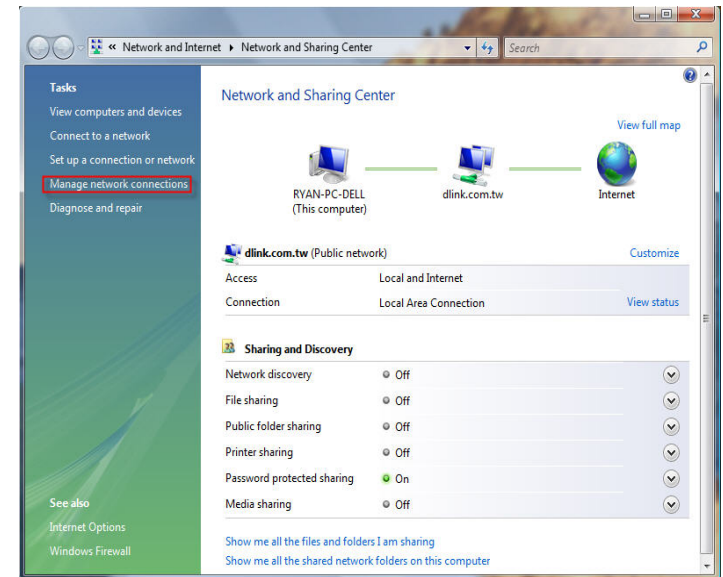 « Network and Internet ▸ Network and Sharing Center
Search
Tasks
View computers and devices
Connect to a network
Set up a connection or network
Manage network connections
Diagnose and repair
See also
Internet Options
Windows Firewall
Network and Sharing Center
View full map
RYAN-PC-DELL
(This computer)
dlink.com.tw
Internet
dlink.com.tw (Public network) Customize
Access Local and Internet
Connection Local Area Connection View status
Sharing and Discovery
Network discovery Off
File sharing Off
Public folder sharing Off
Printer sharing Off
Password protected sharing On
Media sharing Off
Show me all the files and folders I am sharing
Show me all the shared network folders on this computer